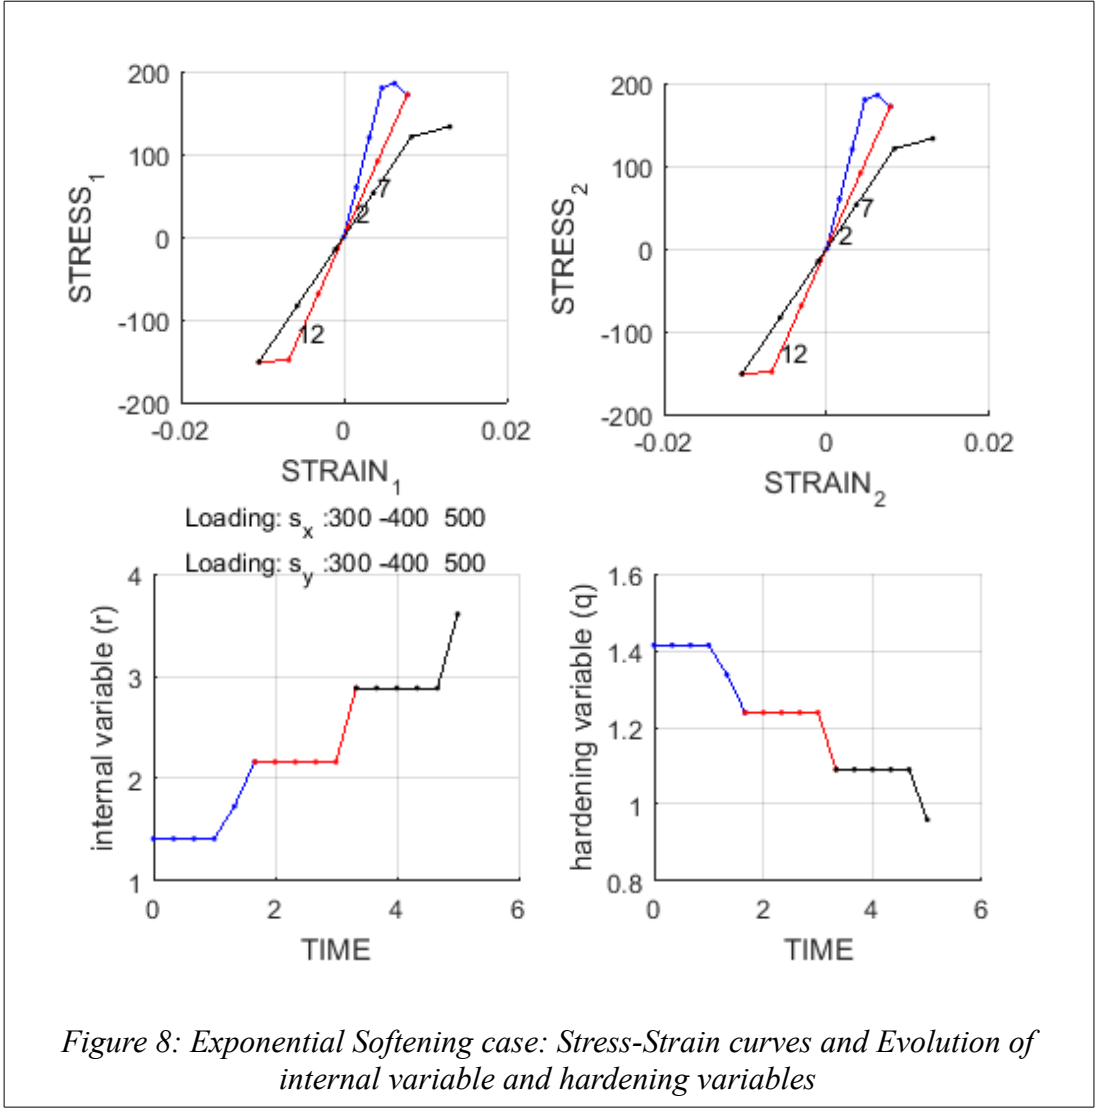 200
100
0
-100
-200
-0.02 0 0.02
STRESS1
STRAIN1
7
2
12
200
100
0
-100
-200
-0.02 0 0.02
STRESS2
STRAIN2
7
2
12
Loading: sx :300 -400 500
Loading: sy :300 -400 500
4
3
2
1
0 2 4 6
internal variable (r)
TIME
1.6
1.4
1.2
1
0.8
0 2 4 6
hardening variable (q)
TIME
Figure 8: Exponential Softening case: Stress-Strain curves and Evolution of
internal variable and hardening variables